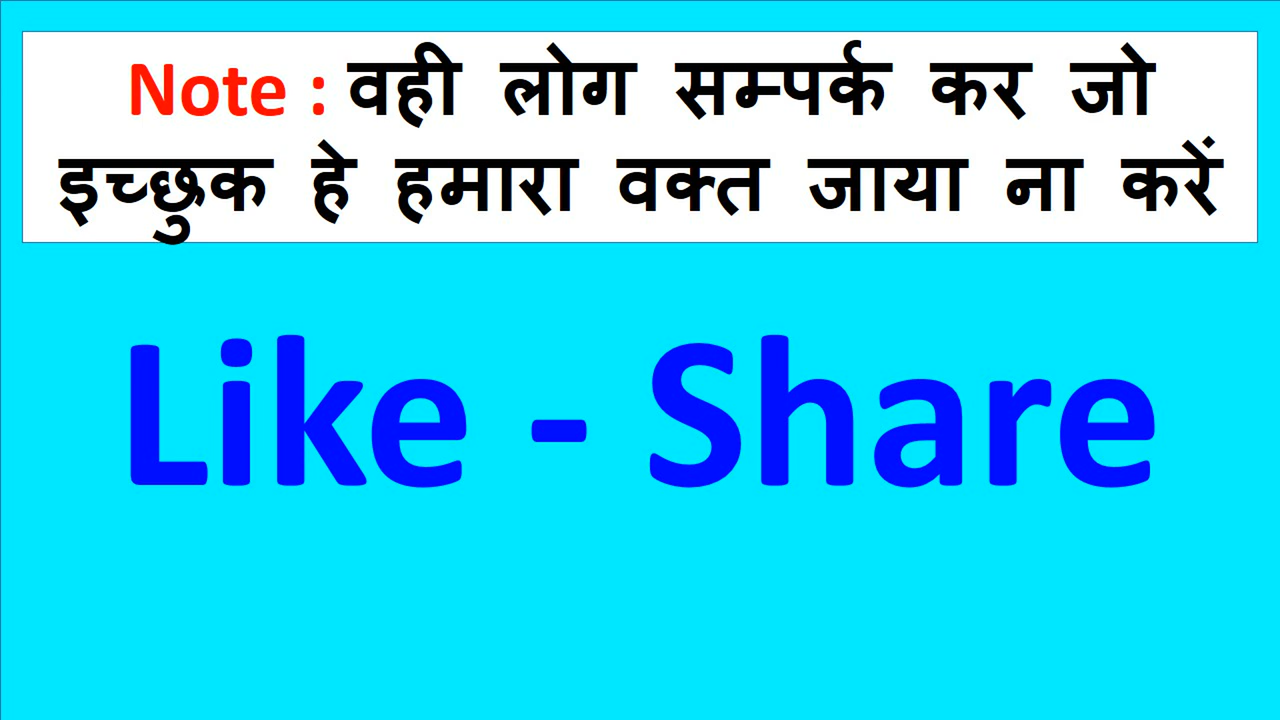 Note : वही लोग सम्पर्क कर जो
इच्छुक हे हमारा वक्त जाया ना करें
Like - Share